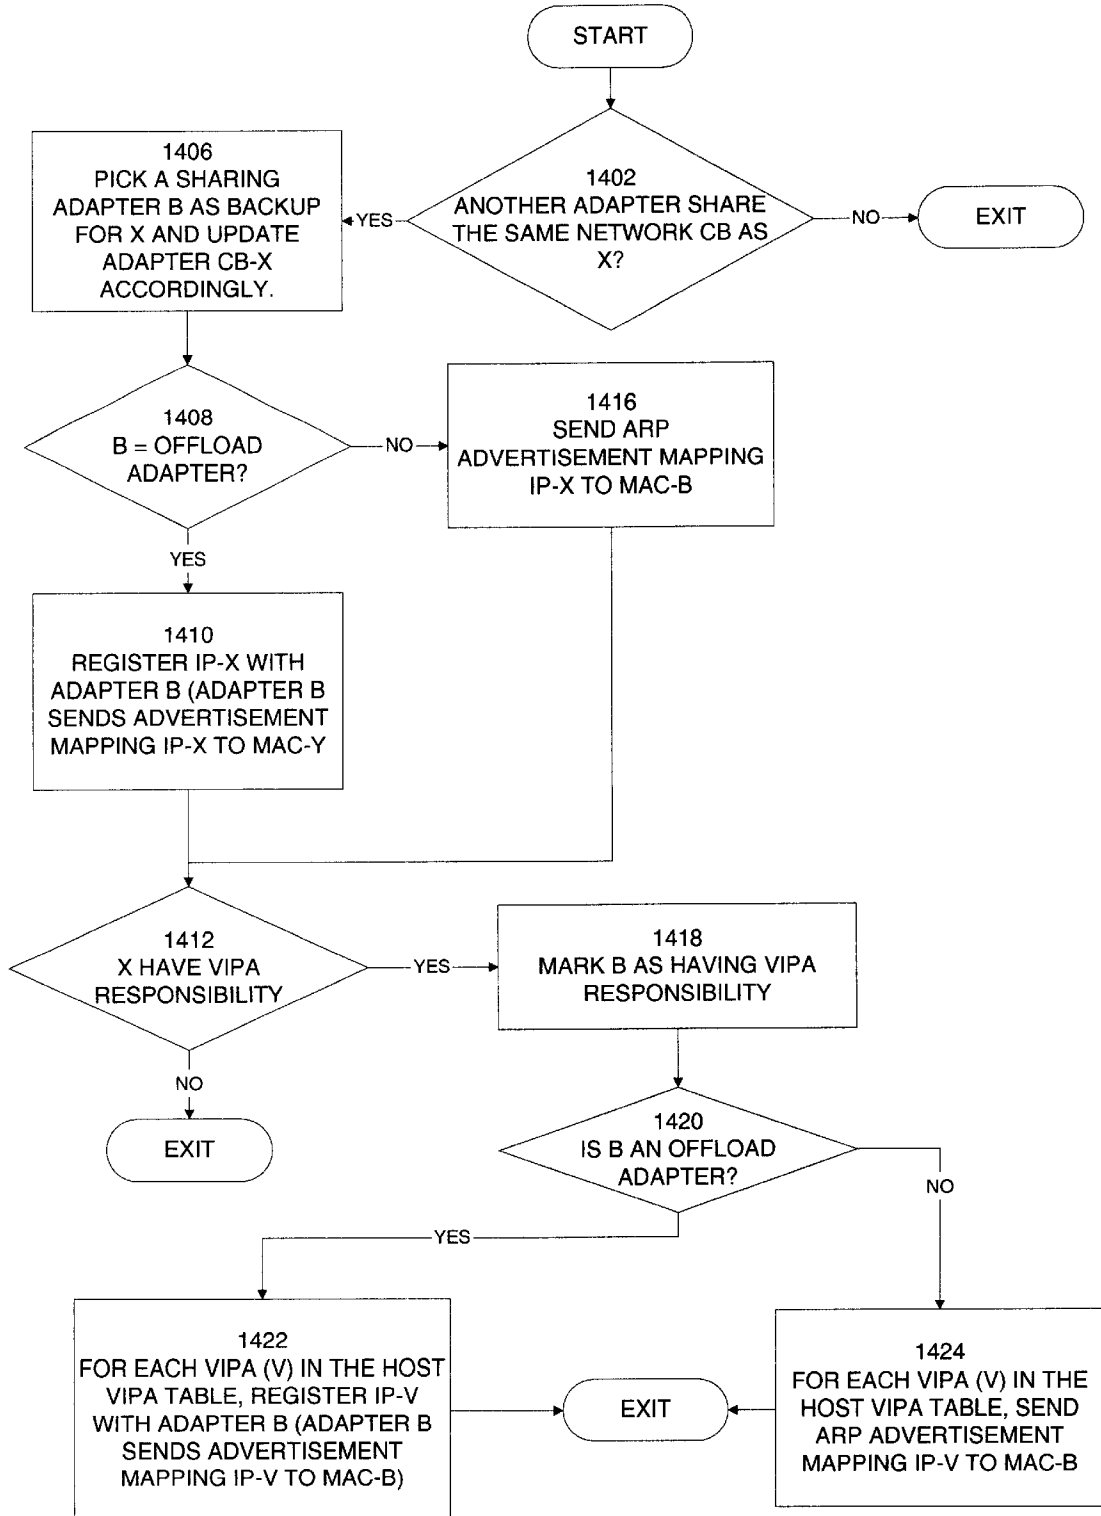 START
1406
PICK A SHARING
ADAPTER B AS BACKUP
FOR X AND UPDATE
ADAPTER CB-X
ACCORDINGLY.
YES
1402
ANOTHER ADAPTER SHARE
THE SAME NETWORK CB AS
X?
NO
EXIT
1408
B = OFFLOAD
ADAPTER?
NO
1416
SEND ARP
ADVERTISEMENT MAPPING
IP-X TO MAC-B
YES
1410
REGISTER IP-X WITH
ADAPTER B (ADAPTER B
SENDS ADVERTISEMENT
MAPPING IP-X TO MAC-Y
1412
X HAVE VIPA
RESPONSIBILITY
YES
1418
MARK B AS HAVING VIPA
RESPONSIBILITY
NO
EXIT
1420
IS B AN OFFLOAD
ADAPTER?
NO
YES
1422
FOR EACH VIPA (V) IN THE HOST
VIPA TABLE, REGISTER IP-V
WITH ADAPTER B (ADAPTER B
SENDS ADVERTISEMENT
MAPPING IP-V TO MAC-B)
EXIT
1424
FOR EACH VIPA (V) IN THE
HOST VIPA TABLE, SEND
ARP ADVERTISEMENT
MAPPING IP-V TO MAC-B